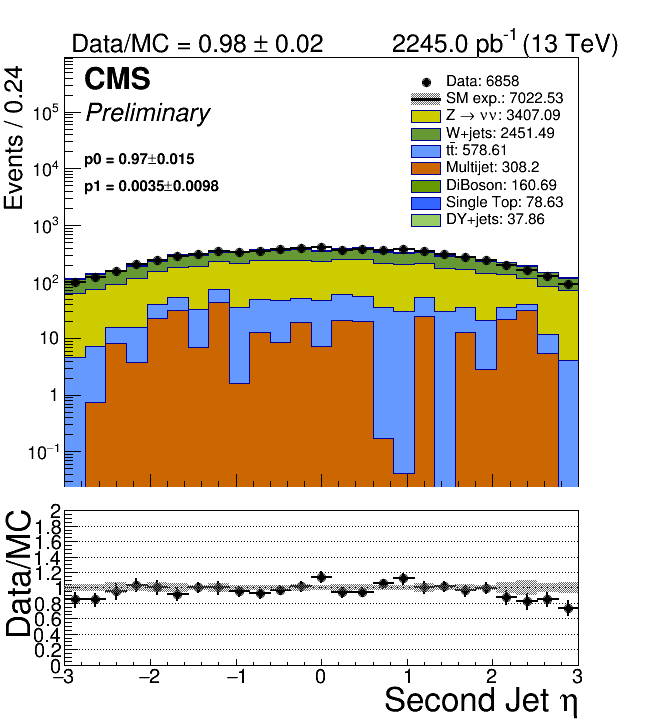 Data/MC = 0.98 ± 0.02 2245.0 pb⁻¹ (13 TeV)
CMS
Preliminary
p0 = 0.97±0.015
p1 = 0.0035±0.0098
Data: 6858
SM exp.: 7022.53
Z → νν: 3407.09
W+jets: 2451.49
tt̄: 578.61
Multijet: 308.2
DiBoson: 160.69
Single Top: 78.63
DY+jets: 37.86
Events / 0.24
10⁵
10⁴
10³
10²
10
1
10⁻¹
Data/MC
2
1.8
1.6
1.4
1.2
1
0.8
0.6
0.4
0.2
0
−3 −2 −1 0 1 2 3
Second Jet η